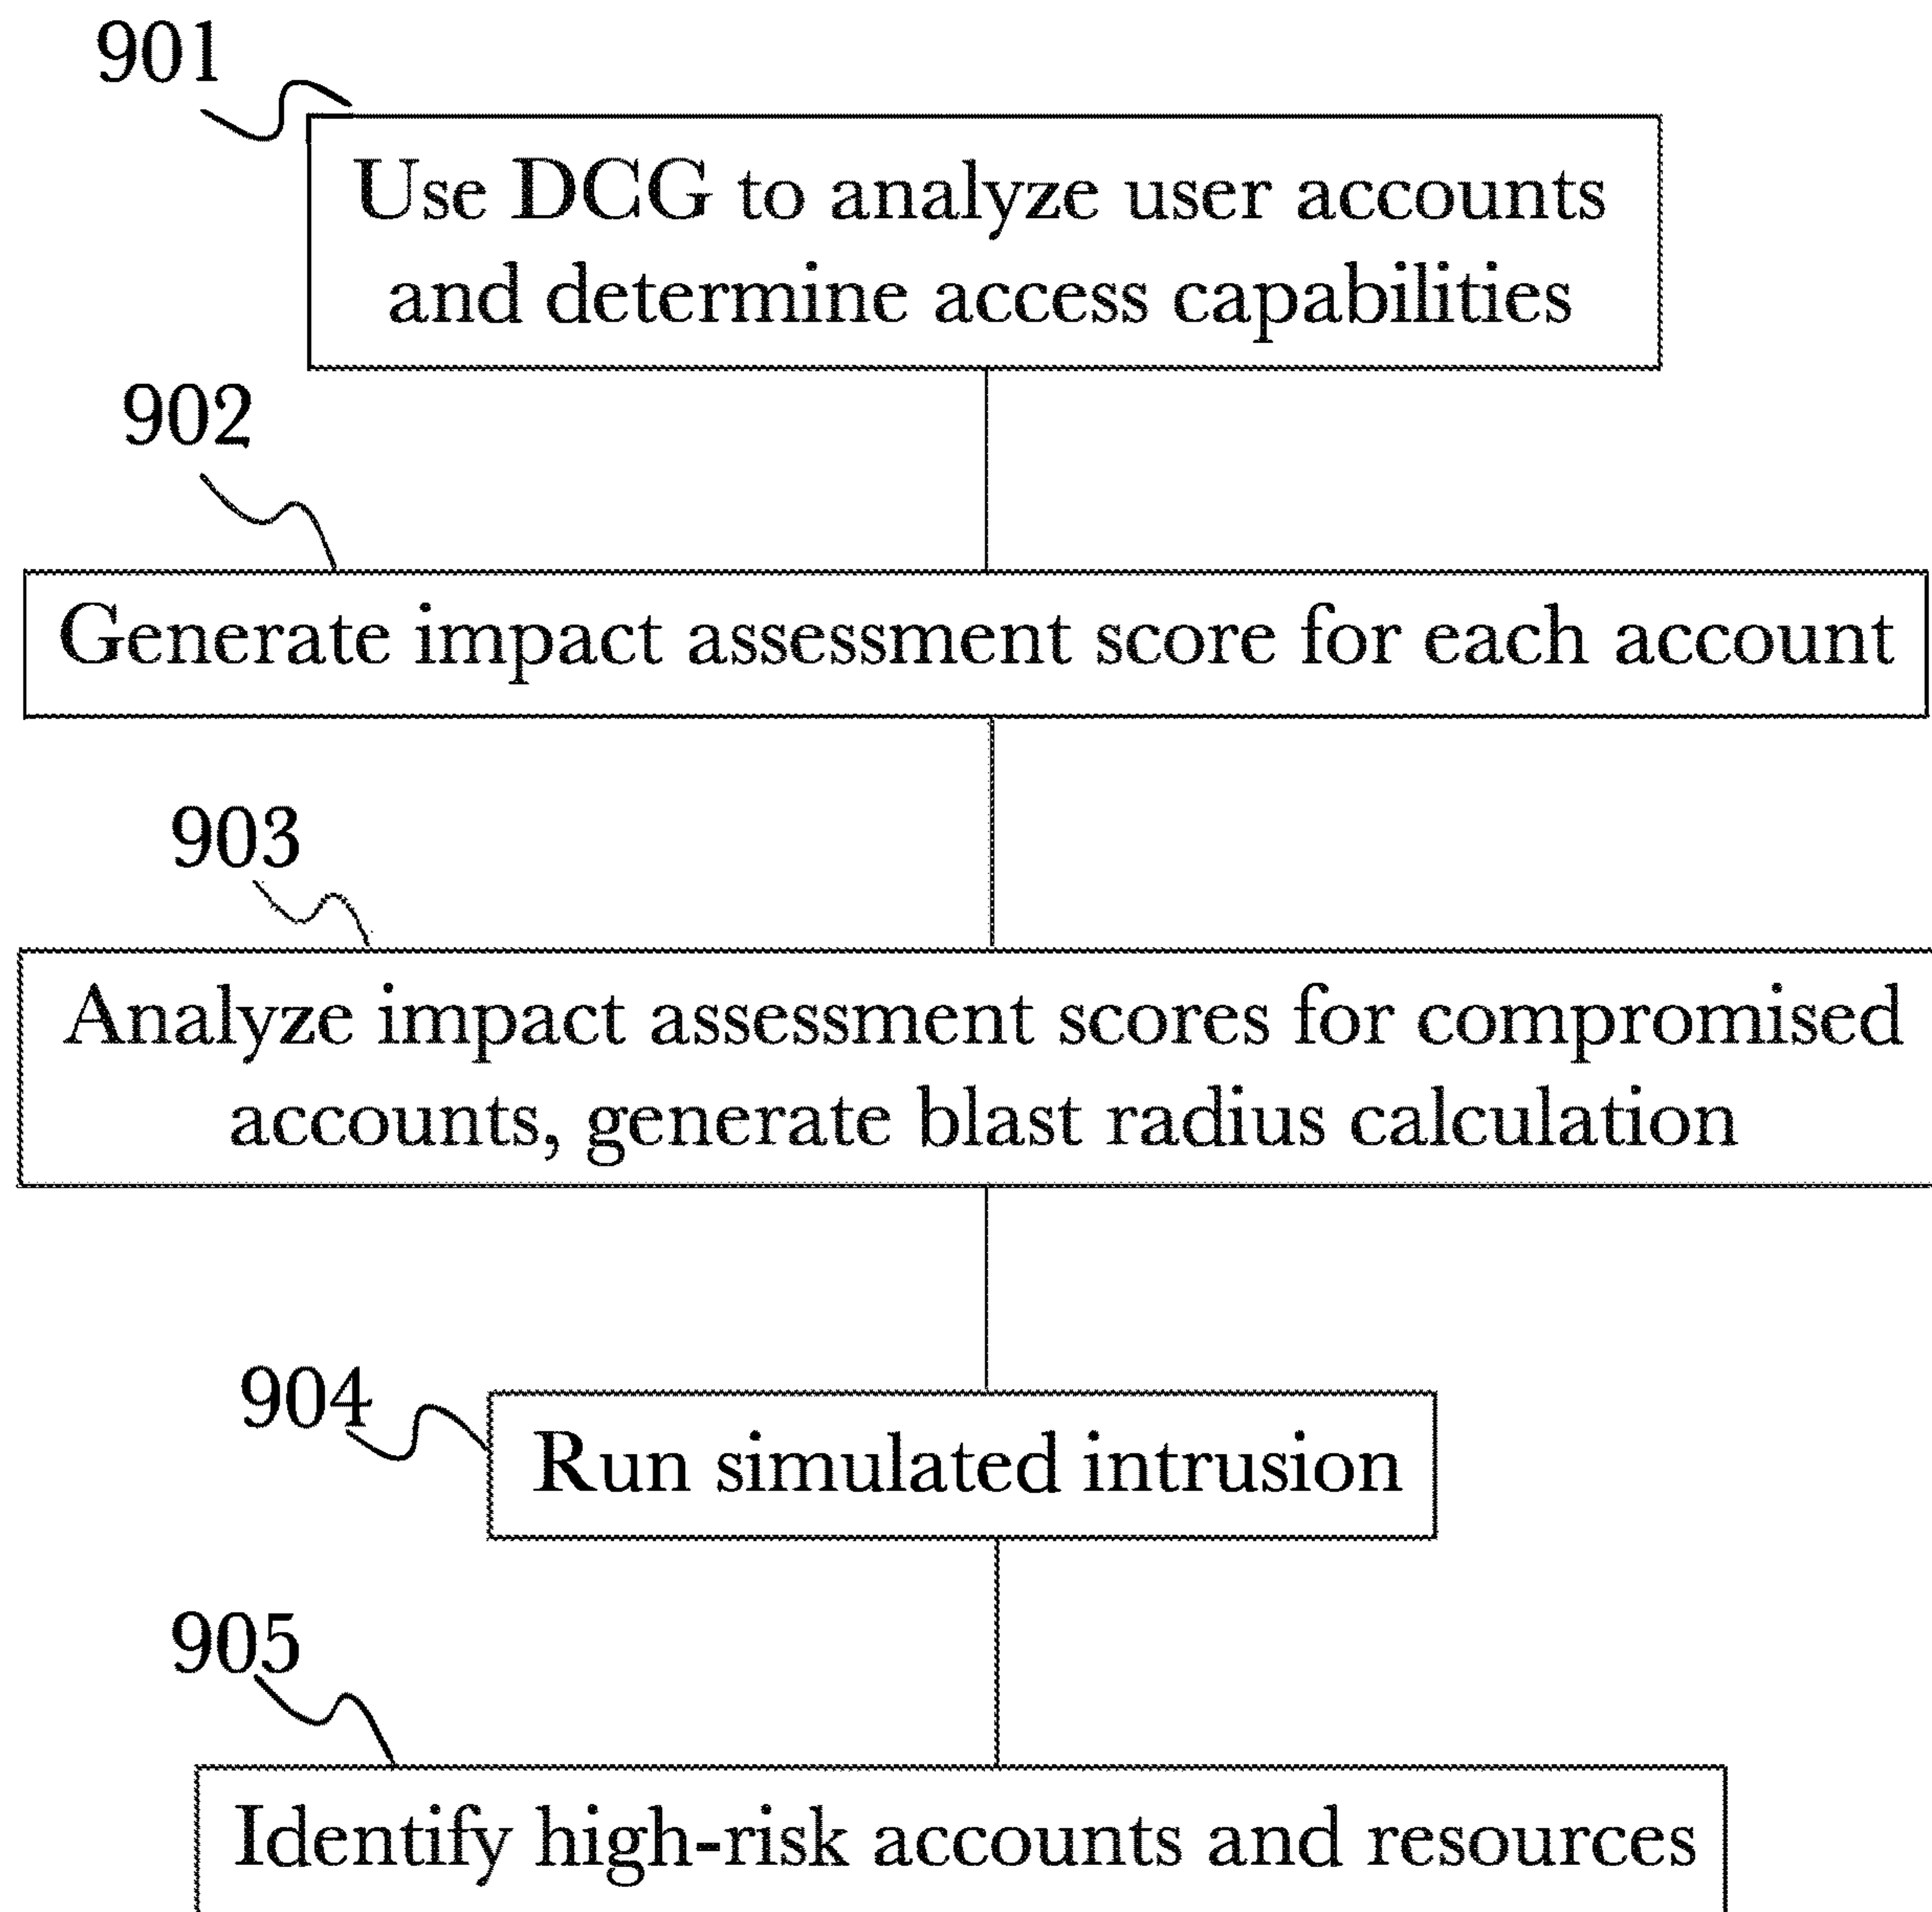 901
Use DCG to analyze user accounts
and determine access capabilities
902
Generate impact assessment score for each account
903
Analyze impact assessment scores for compromised
accounts, generate blast radius calculation
904
Run simulated intrusion
905
Identify high-risk accounts and resources